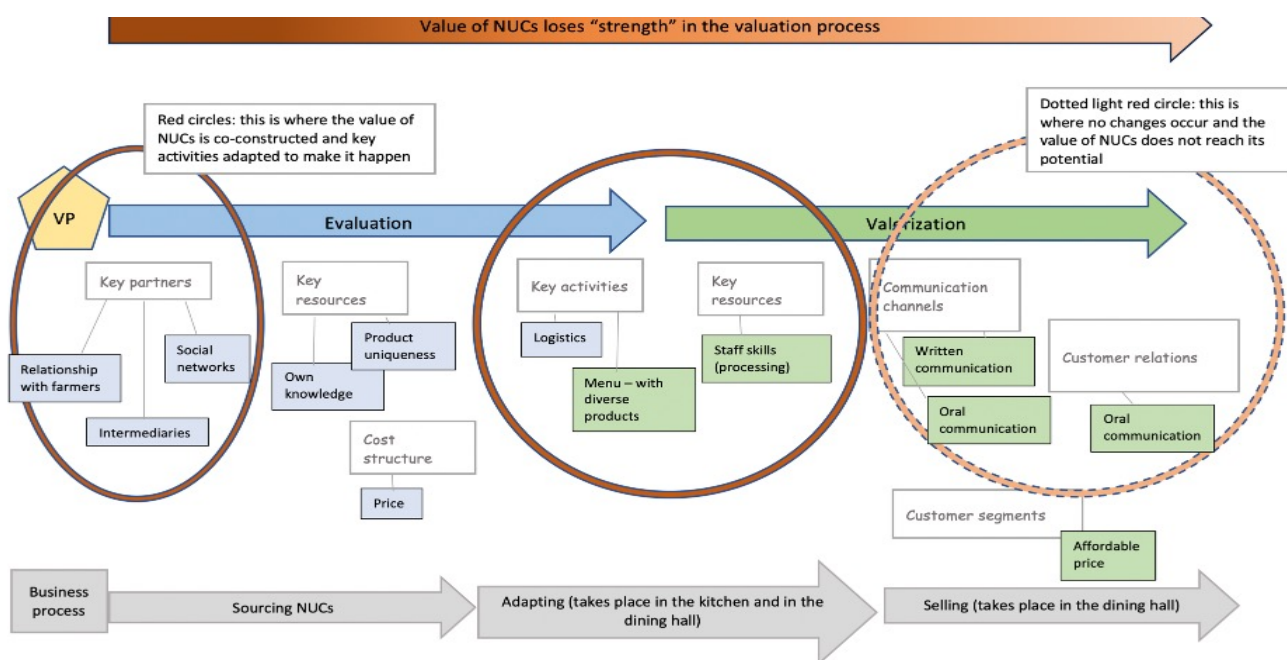 Value of NUCs loses “strength” in the valuation process
Red circles: this is where the value of
NUCs is co-constructed and key
activities adapted to make it happen
Dotted light red circle: this is
where no changes occur and the
value of NUCs does not reach its
potential
VP
Evaluation
Valorization
Key partners
Relationship
with farmers
Social
networks
Intermediaries
Key
resources
Product
uniqueness
Own
knowledge
Cost
structure
Price
Key activities
Logistics
Menu – with
diverse
products
Key
resources
Staff skills
(processing)
Communication
channels
Written
communication
Oral
communication
Customer relations
Oral
communication
Customer segments
Affordable
price
Business
process
Sourcing NUCs
Adapting (takes place in the kitchen and in the
dining hall)
Selling (takes place in the dining hall)